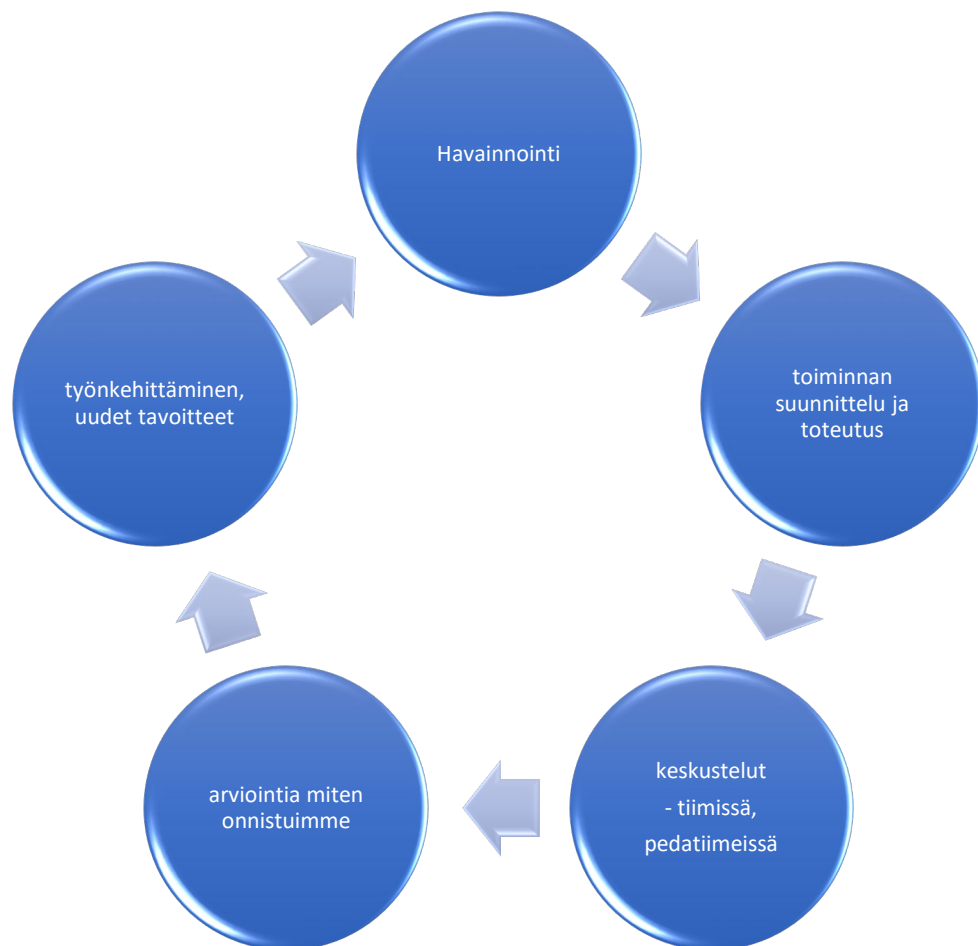 Havainnointi
toiminnan
suunnittelu ja
toteutus
keskustelut
- tiimissä,
pedatiimeissä
arviointia miten
onnistuimme
työnkehittäminen,
uudet tavoitteet